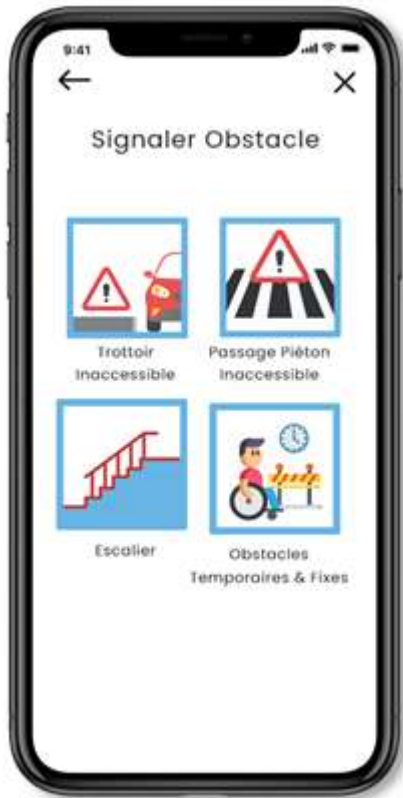 9:41
Signaler Obstacle
Trottoir
Inaccessible
Passage Piéton
Inaccessible
Escalier
Obstacles
Temporaires & Fixes